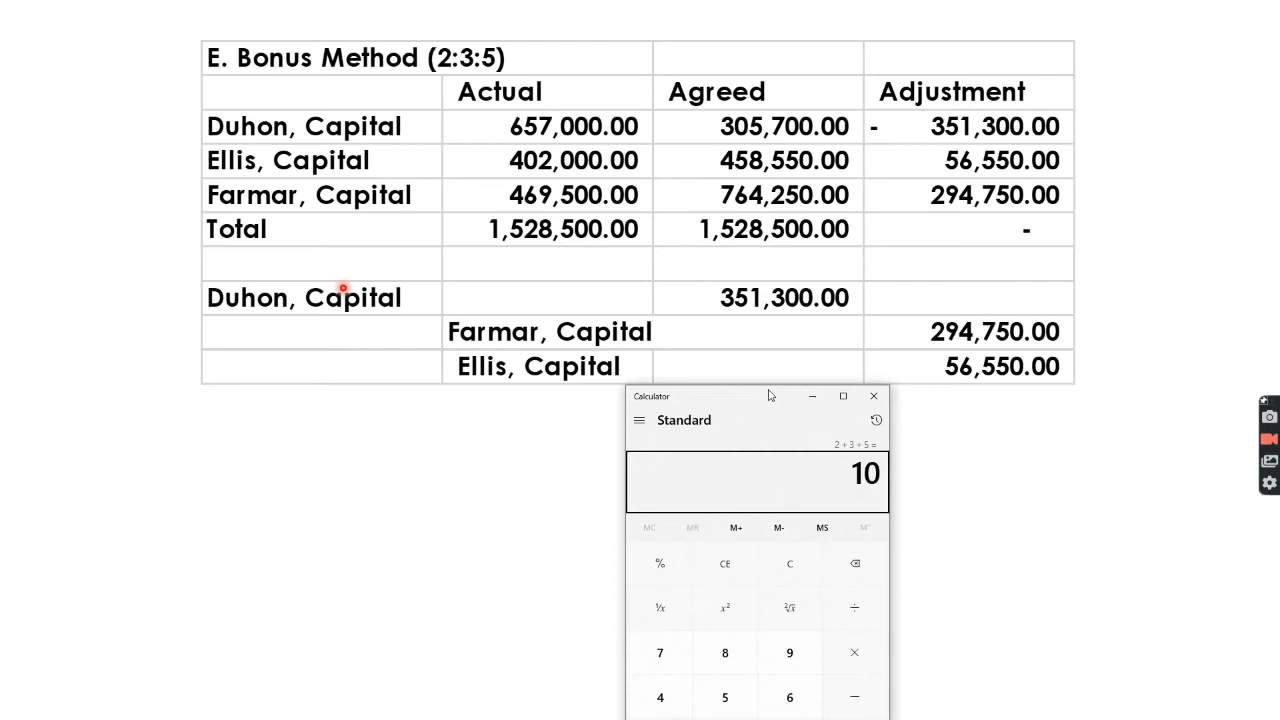 E. Bonus Method (2:3:5)
Actual Agreed Adjustment
Duhon, Capital 657,000.00 305,700.00 - 351,300.00
Ellis, Capital 402,000.00 458,550.00 56,550.00
Farmar, Capital 469,500.00 764,250.00 294,750.00
Total 1,528,500.00 1,528,500.00 -
Duhon, Capital 351,300.00
Farmar, Capital 294,750.00
Ellis, Capital 56,550.00
Calculator
Standard
2 + 3 + 5 =
10
MC MR M+ M- MS M˅
% CE C
⅟x x² ²√x ÷
7 8 9 ×
4 5 6 −